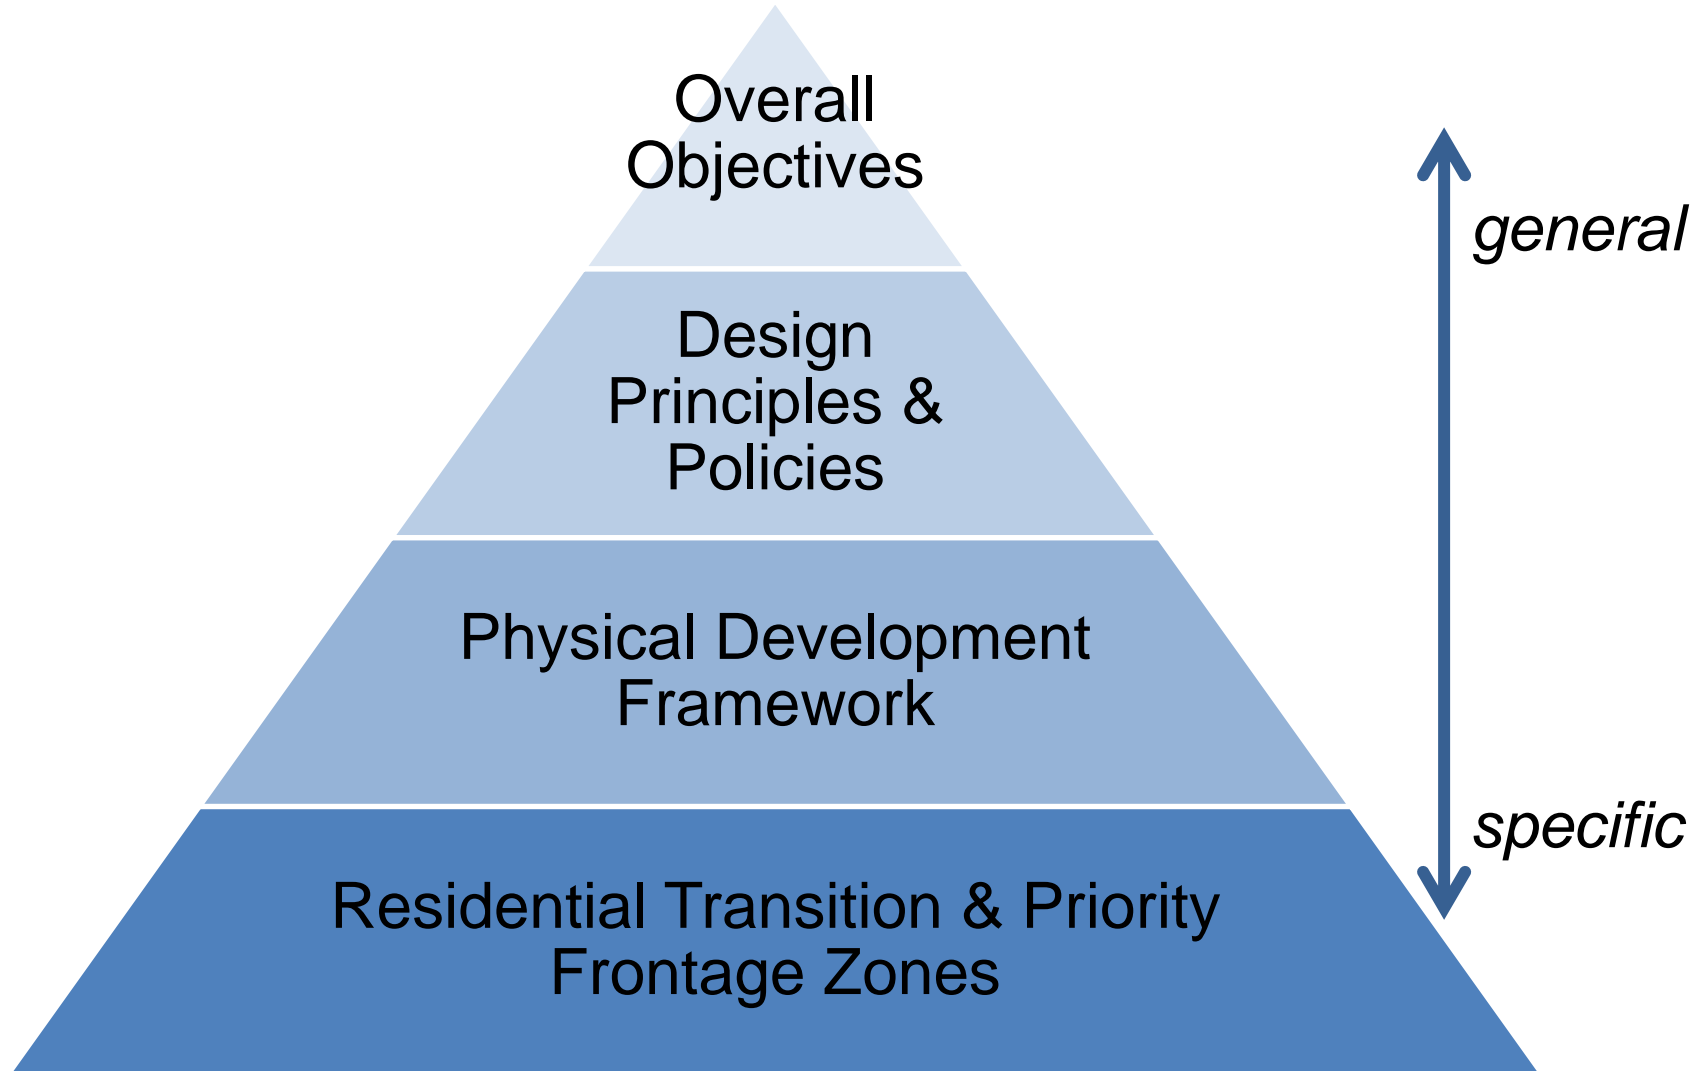 Overall
Objectives
general
Design
Principles &
Policies
Physical Development
Framework
specific
Residential Transition & Priority
Frontage Zones